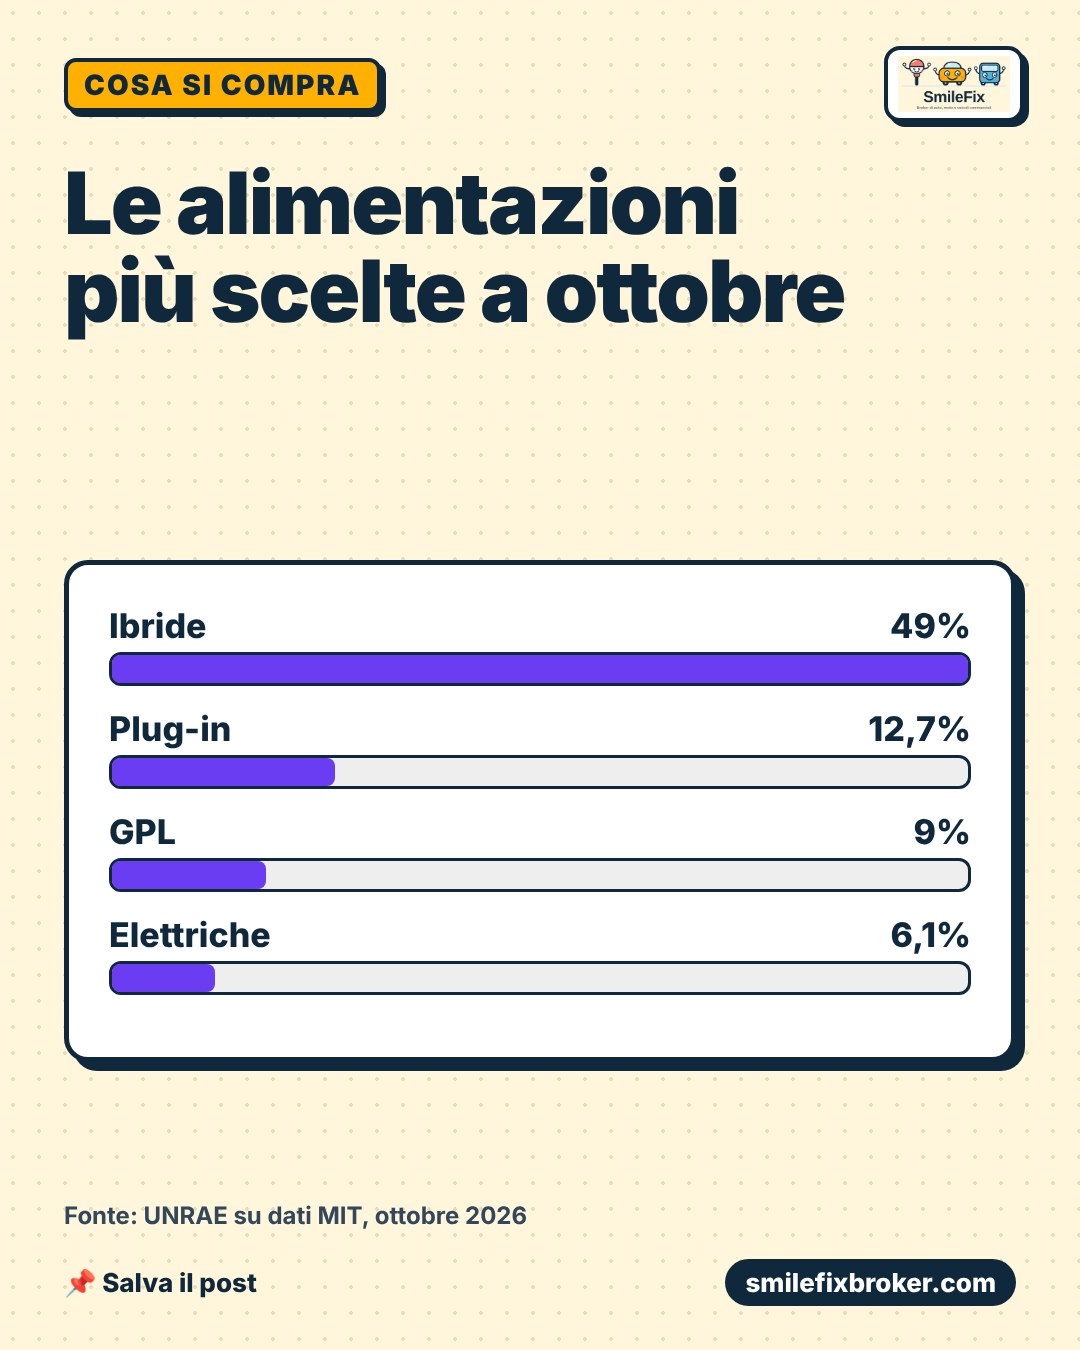 COSA SI COMPRA
SmileFix
Le alimentazioni
più scelte a ottobre
Ibride 49%
Plug-in 12,7%
GPL 9%
Elettriche 6,1%
Fonte: UNRAE su dati MIT, ottobre 2026
Salva il post
smilefixbroker.com